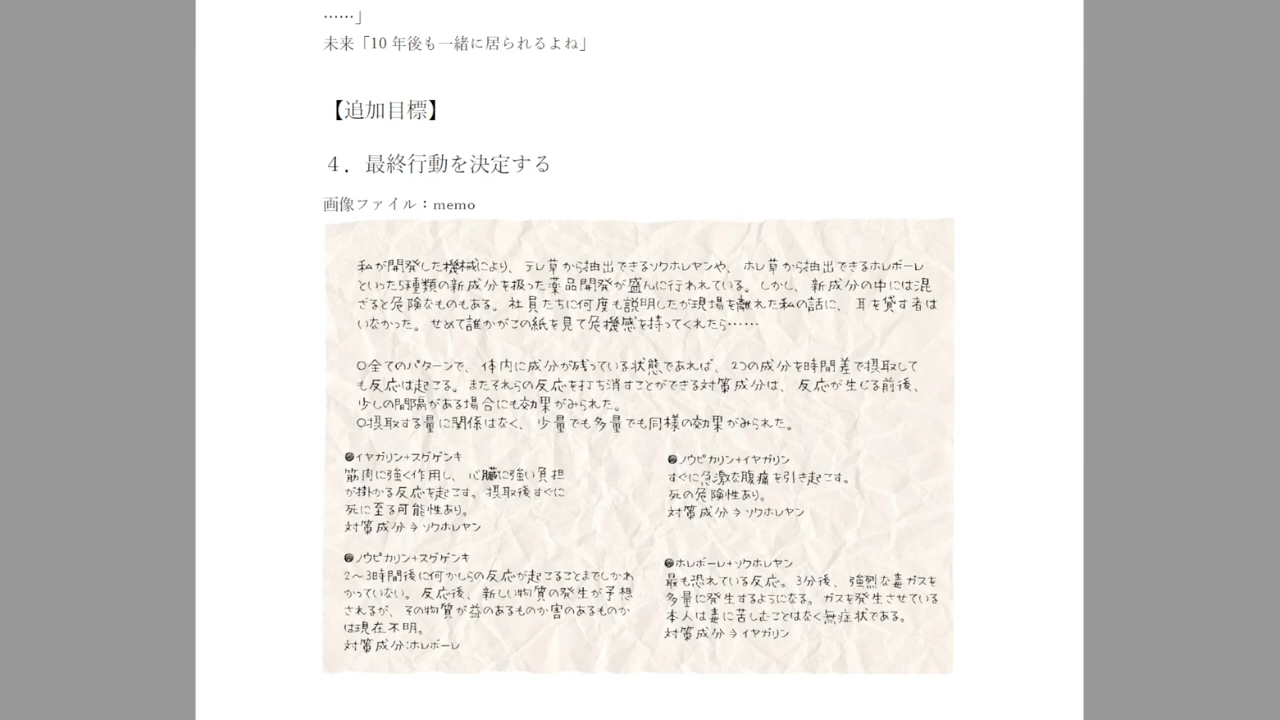 ……」
未来「10 年後も一緒に居られるよね」
【追加目標】
４．最終行動を決定する
画像ファイル：memo
私が開発した機械により、テレ草から抽出できるソクホレヤンや、ホレ草から抽出できるホレボーレ
といった5種類の新成分を扱った薬品開発が盛んに行われている。しかし、新成分の中には混
ざると危険なものもある。社員たちに何度も説明したが現場を離れた私の話に、耳を貸す者は
いなかった。せめて誰かがこの紙を見て危機感を持ってくれたら……
○全てのパターンで、体内に成分が残っている状態であれば、2つの成分を時間差で摂取して
も反応は起こる。またそれらの反応を打ち消すことができる対策成分は、反応が生じる前後、
少しの間隔がある場合にも効果がみられた。
○摂取する量に関係はなく、少量でも多量でも同様の効果がみられた。
●イヤガリン+スグゲンキ
筋肉に強く作用し、心臓に強い負担
が掛かる反応を起こす。摂取後すぐに
死に至る可能性あり。
対策成分→ソクホレヤン
●ノウピカリン+スグゲンキ
2～3時間後に何かしらの反応が起こることまでしかわ
かっていない。反応後、新しい物質の発生が予想
されるが、その物質が益のあるものか害のあるものか
は現在不明。
対策成分:ホレボーレ
●ノウピカリン+イヤガリン
すぐに急激な腹痛を引き起こす。
死の危険性あり。
対策成分→ソクホレヤン
●ホレボーレ+ソクホレヤン
最も恐れている反応。3分後、強烈な毒ガスを
多量に発生するようになる。ガスを発生させている
本人は毒に苦しむことはなく無症状である。
対策成分→イヤガリン